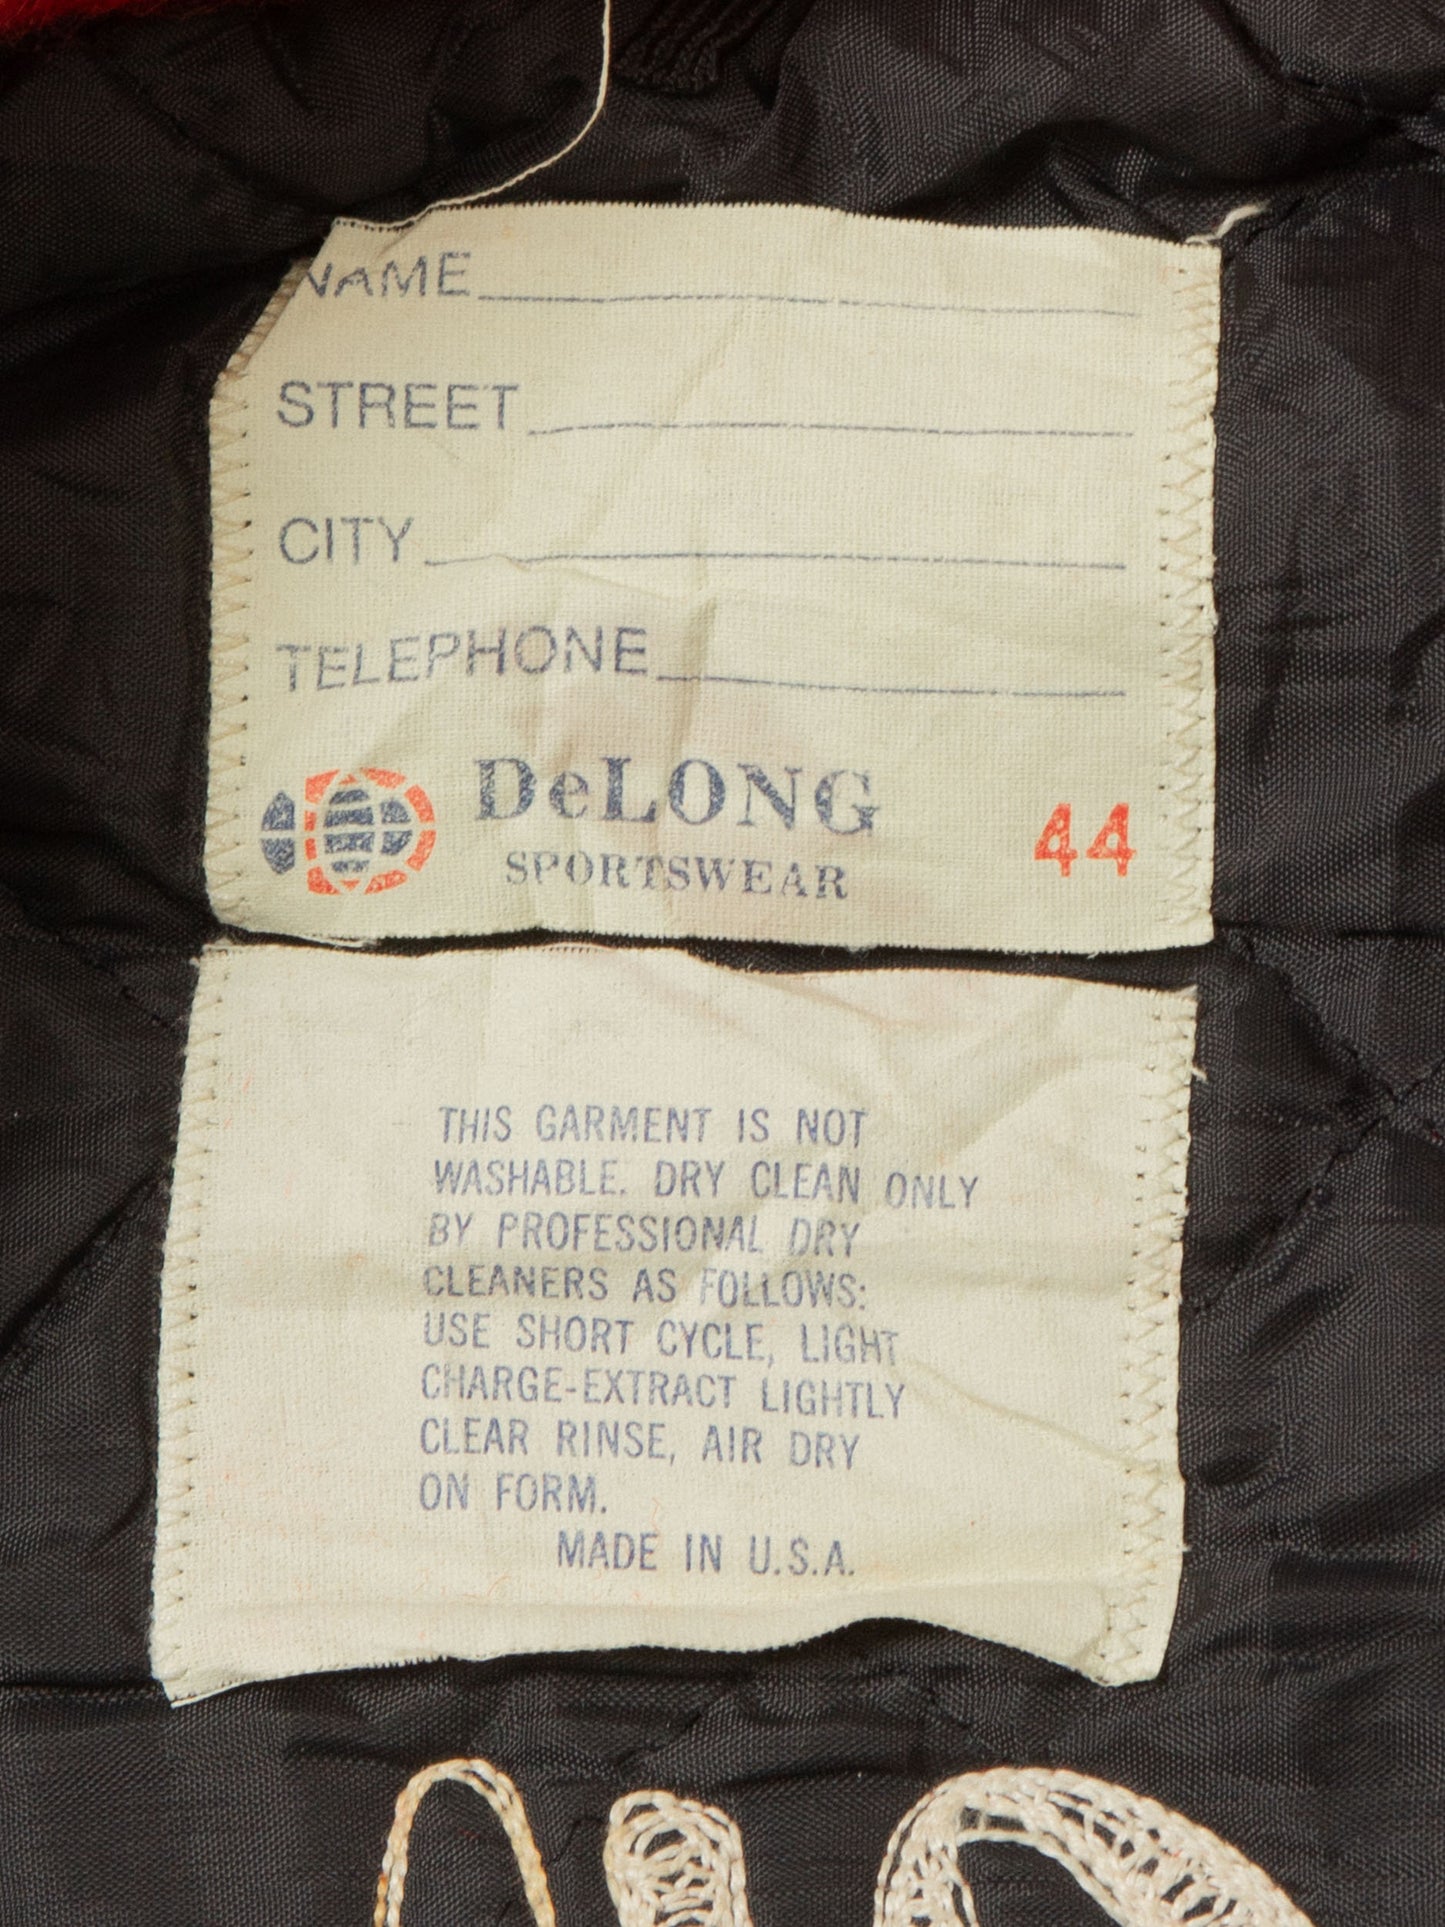 NAME
STREET
CITY
TELEPHONE
DeLONG
SPORTSWEAR
44
THIS GARMENT IS NOT
WASHABLE. DRY CLEAN ONLY
BY PROFESSIONAL DRY
CLEANERS AS FOLLOWS:
USE SHORT CYCLE, LIGHT
CHARGE-EXTRACT LIGHTLY
CLEAR RINSE, AIR DRY
ON FORM.
MADE IN U.S.A.